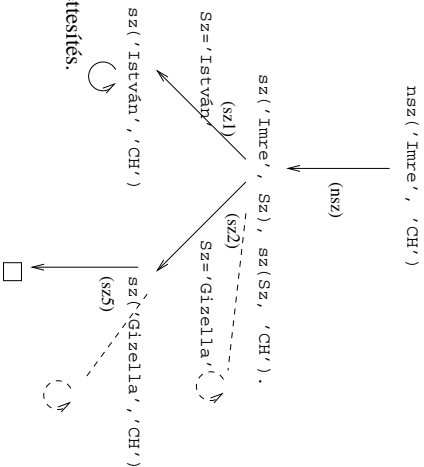 nsz('Imre', 'CH')
(nsz)
sz('Imre', Sz), sz(Sz, 'CH').
(sz1)
(sz2)
Sz='István'
Sz='Gizella'
sz('István','CH')
sz('Gizella','CH')
(sz5)
ttesítés.